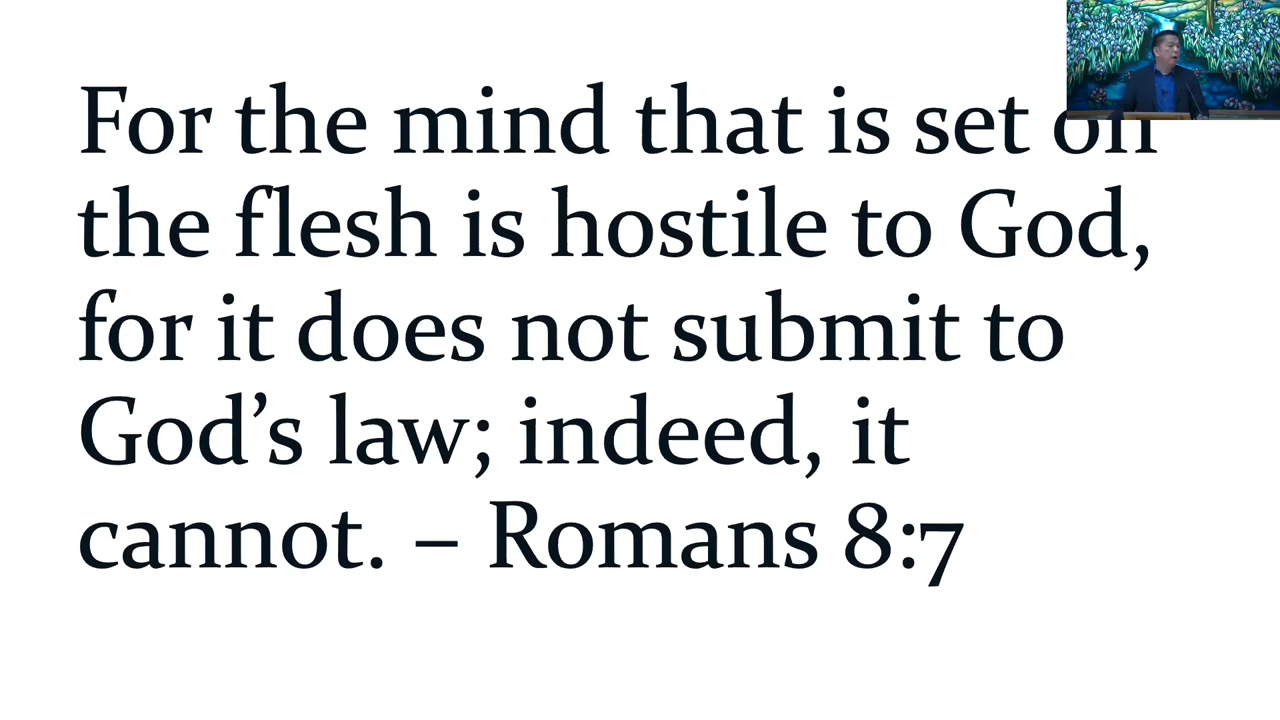 For the mind that is set on
the flesh is hostile to God,
for it does not submit to
God’s law; indeed, it
cannot. – Romans 8:7